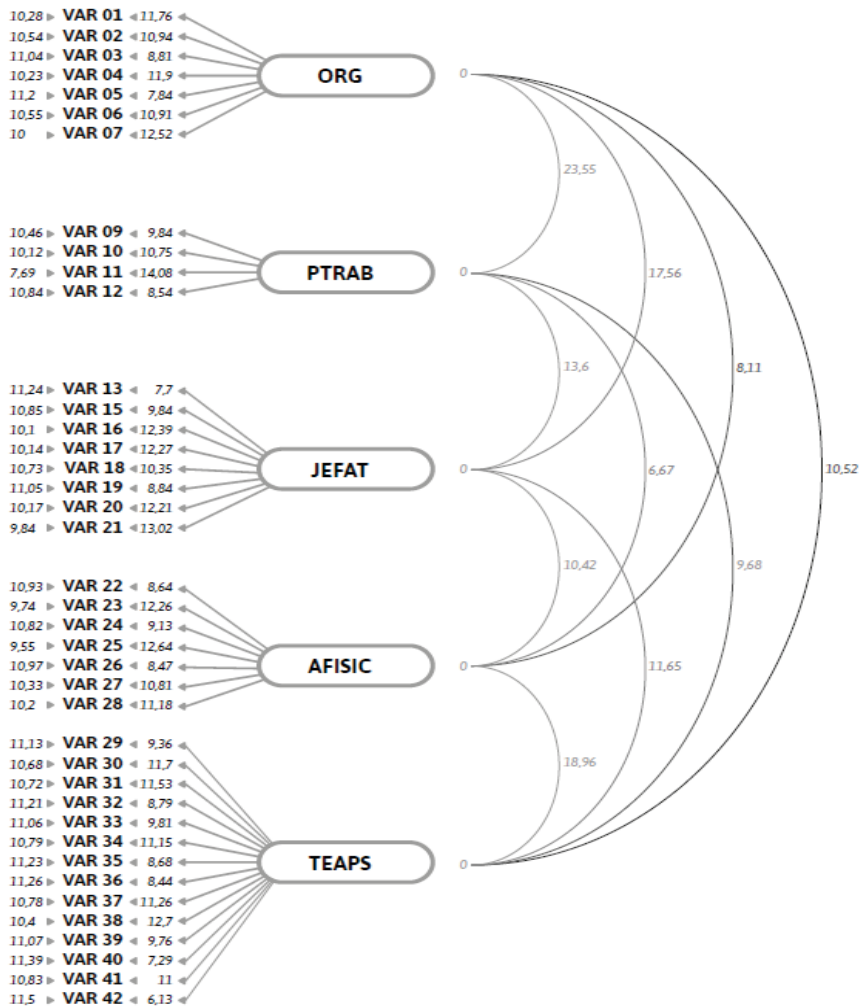 10,28 VAR 01 11,76
10,54 VAR 02 10,94
11,04 VAR 03 8,81
10,23 VAR 04 11,9
11,2 VAR 05 7,84
10,55 VAR 06 10,91
10 VAR 07 12,52
ORG
0
23,55
10,46 VAR 09 9,84
10,12 VAR 10 10,75
7,69 VAR 11 14,08
10,84 VAR 12 8,54
PTRAB
0
17,56
13,6
8,11
11,24 VAR 13 7,7
10,85 VAR 15 9,84
10,1 VAR 16 12,39
10,14 VAR 17 12,27
10,73 VAR 18 10,35
11,05 VAR 19 8,84
10,17 VAR 20 12,21
9,84 VAR 21 13,02
JEFAT
0
6,67
10,52
10,42
9,68
10,93 VAR 22 8,64
9,74 VAR 23 12,26
10,82 VAR 24 9,13
9,55 VAR 25 12,64
10,97 VAR 26 8,47
10,33 VAR 27 10,81
10,2 VAR 28 11,18
AFISIC
0
11,65
18,96
11,13 VAR 29 9,36
10,68 VAR 30 11,7
10,72 VAR 31 11,53
11,21 VAR 32 8,79
11,06 VAR 33 9,81
10,79 VAR 34 11,15
11,23 VAR 35 8,68
11,26 VAR 36 8,44
10,78 VAR 37 11,26
10,4 VAR 38 12,7
11,07 VAR 39 9,76
11,39 VAR 40 7,29
10,83 VAR 41 11
11,5 VAR 42 6,13
TEAPS
0